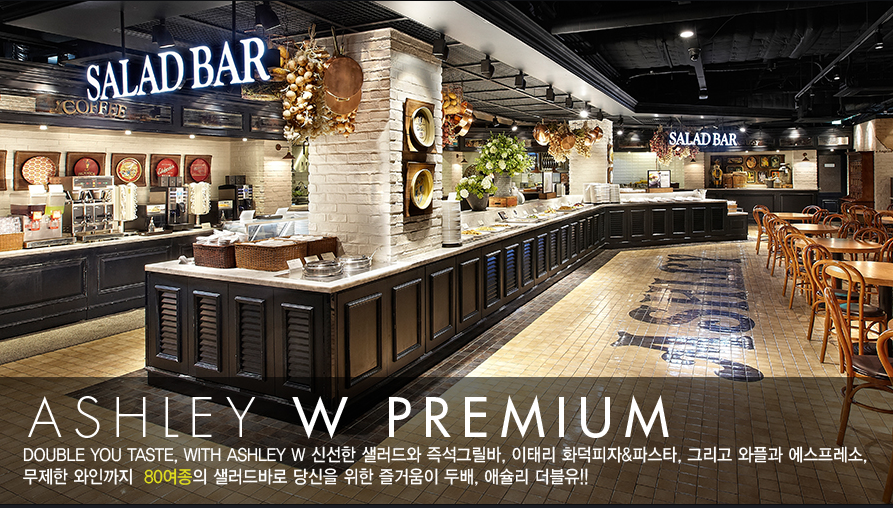 SALAD BAR
COFFEE
SALAD BAR
ASHLEY W PREMIUM
DOUBLE YOU TASTE, WITH ASHLEY W 신선한 샐러드와 즉석그릴바, 이태리 화덕피자&파스타, 그리고 와플과 에스프레소,
무제한 와인까지 80여종의 샐러드바로 당신을 위한 즐거움이 두배, 애슐리 더블유!!